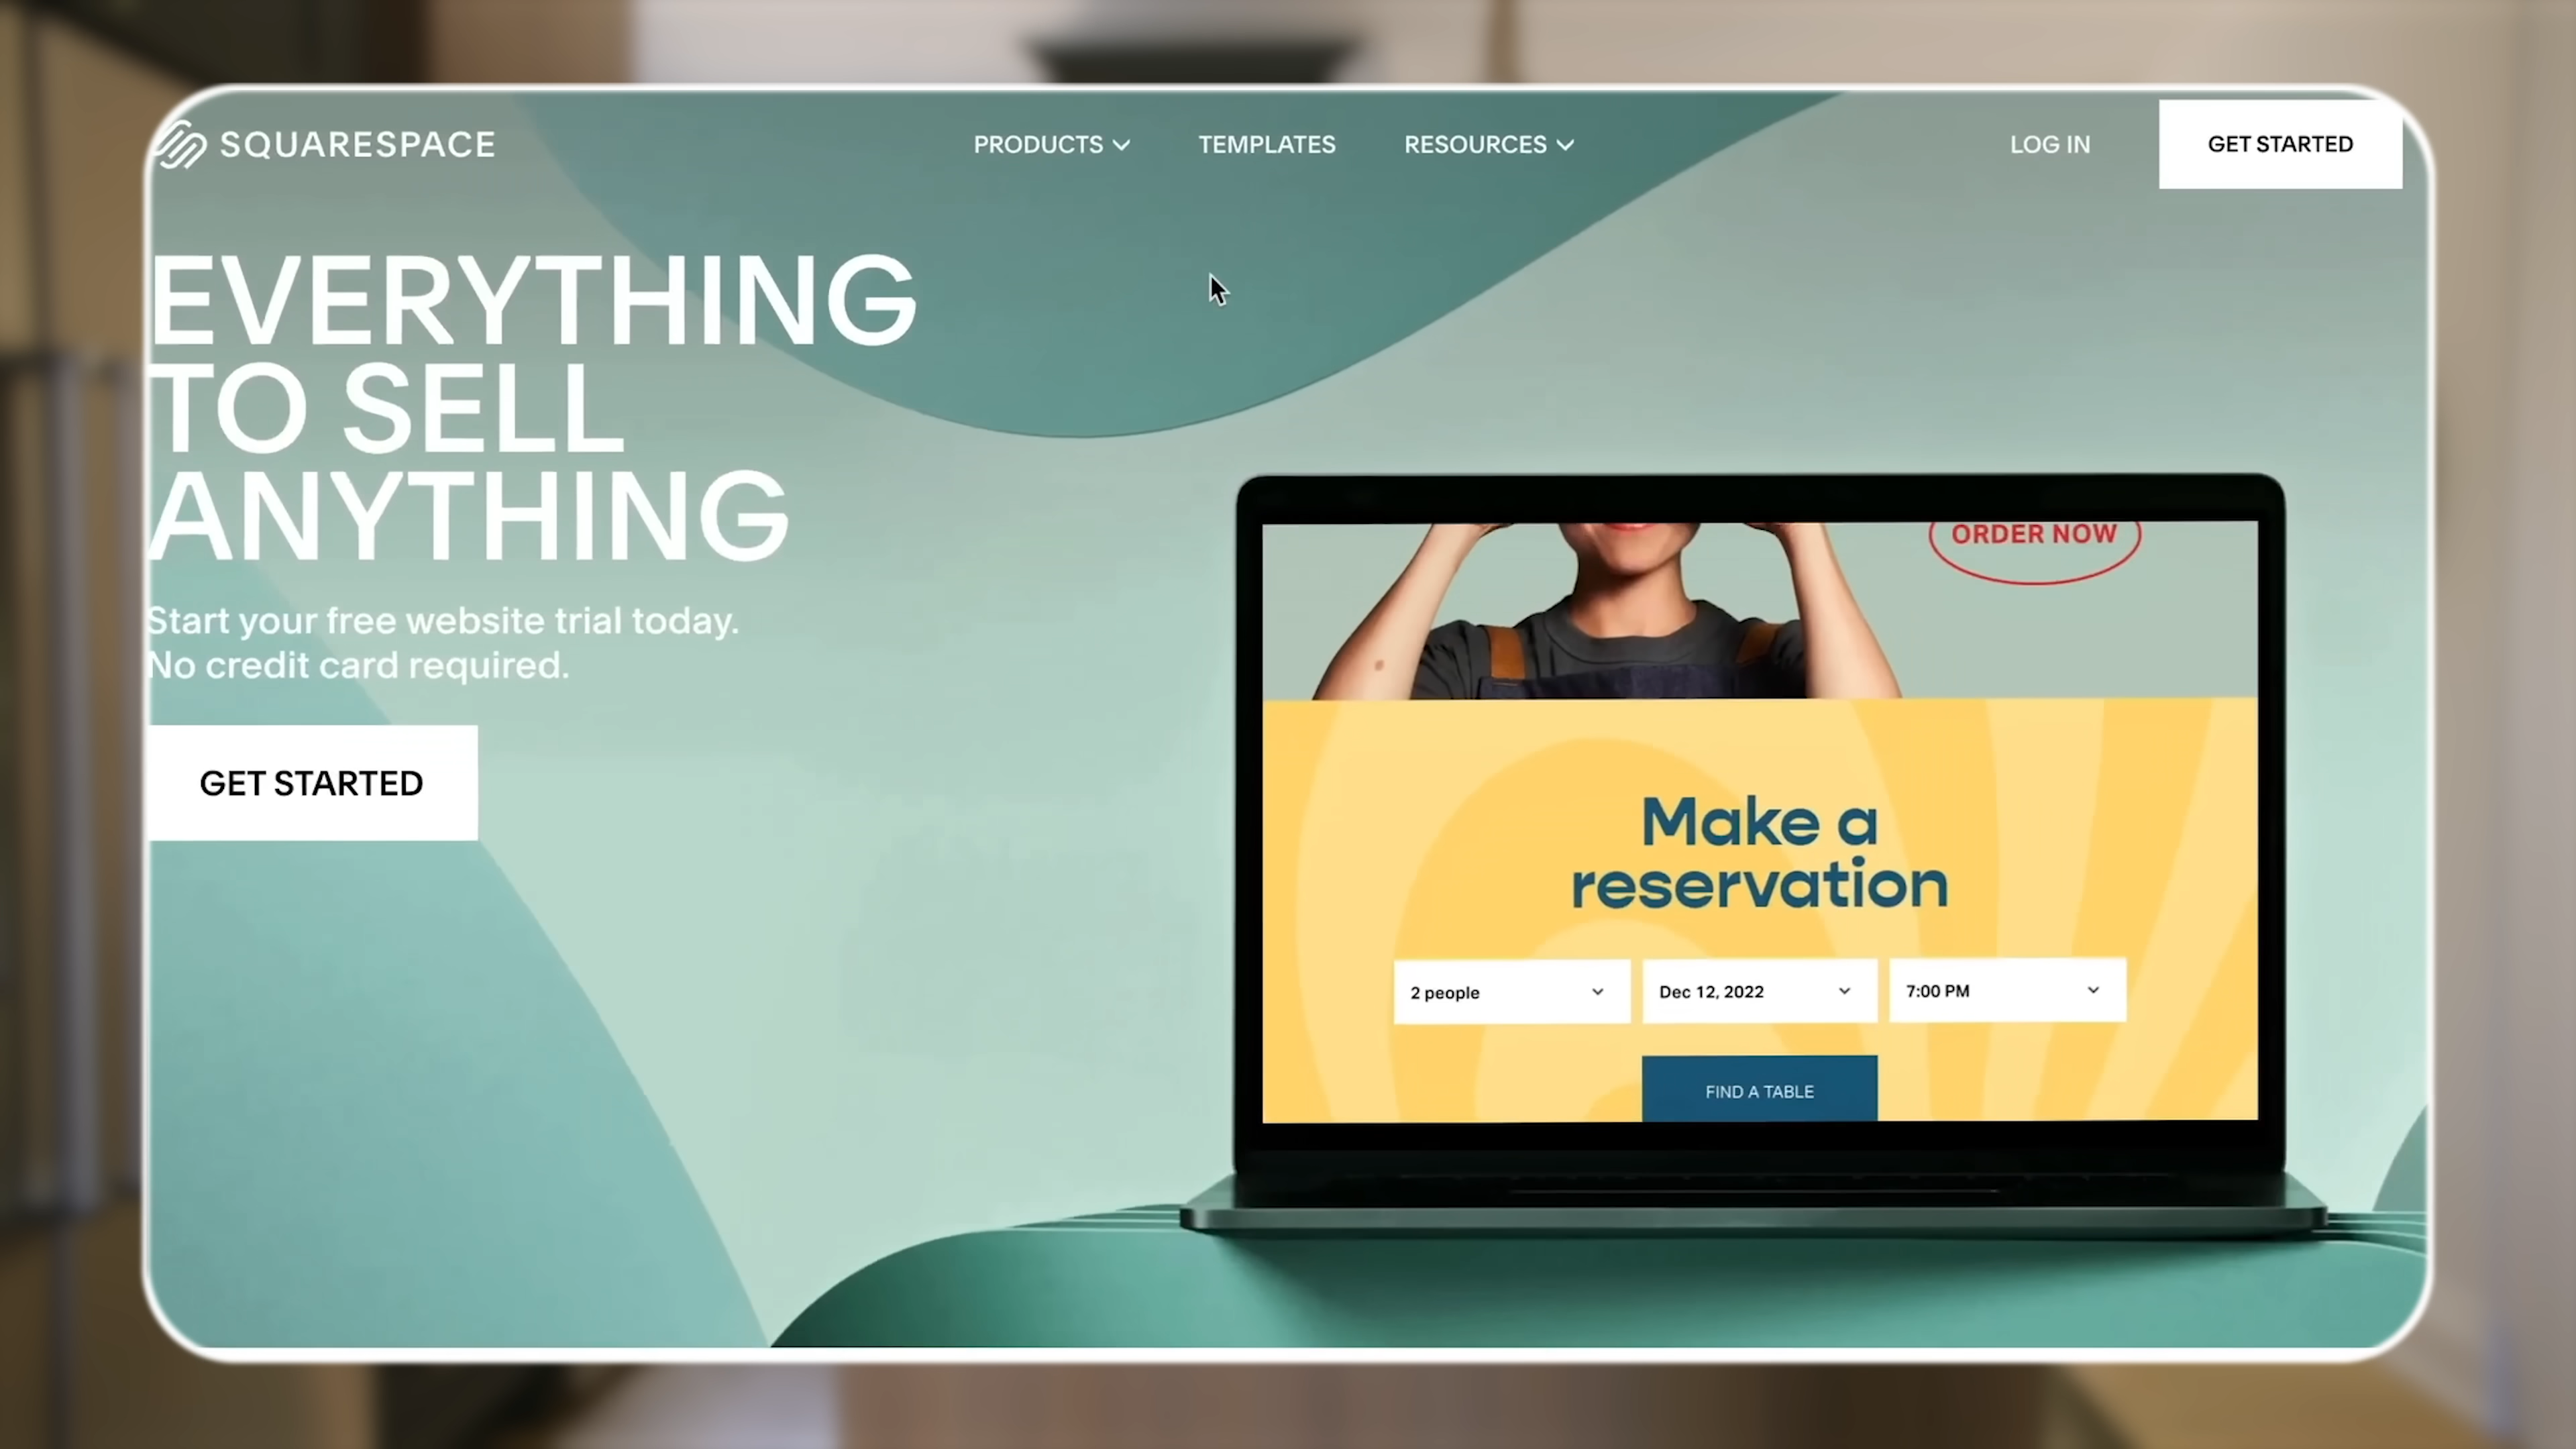 SQUARESPACE
PRODUCTS
TEMPLATES
RESOURCES
LOG IN
GET STARTED
EVERYTHING
TO SELL
ANYTHING
Start your free website trial today.
No credit card required.
GET STARTED
ORDER NOW
Make a
reservation
2 people
Dec 12, 2022
7:00 PM
FIND A TABLE